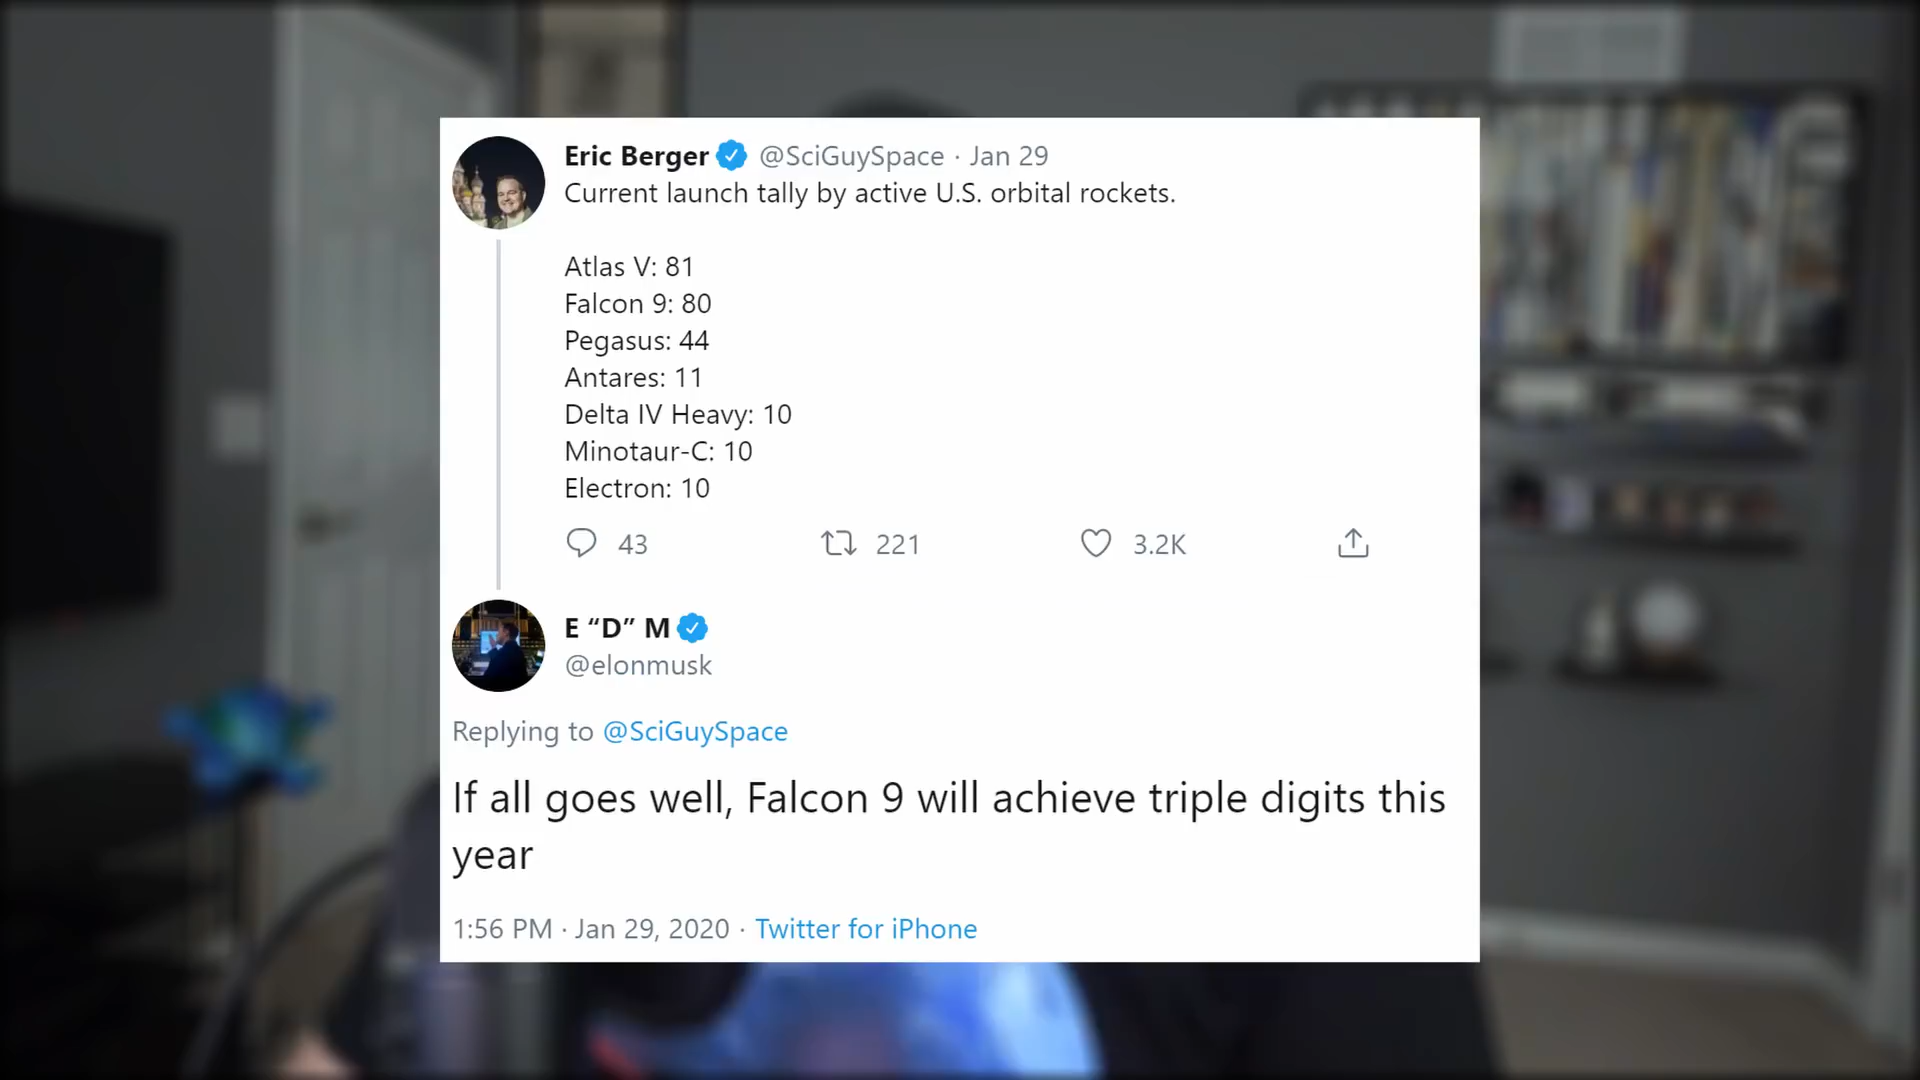 Eric Berger @SciGuySpace · Jan 29
Current launch tally by active U.S. orbital rockets.
Atlas V: 81
Falcon 9: 80
Pegasus: 44
Antares: 11
Delta IV Heavy: 10
Minotaur-C: 10
Electron: 10
43 221 3.2K
E “D” M
@elonmusk
Replying to @SciGuySpace
If all goes well, Falcon 9 will achieve triple digits this
year
1:56 PM · Jan 29, 2020 · Twitter for iPhone